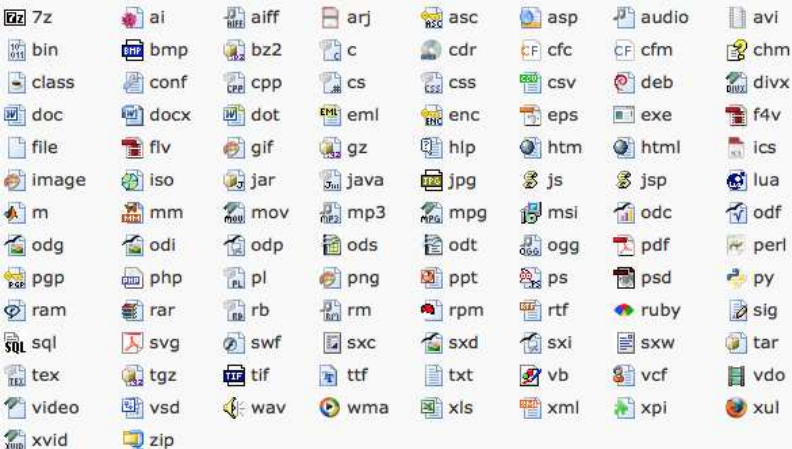 7z ai aiff arj asc asp audio avi
bin bmp bz2 c cdr cfc cfm chm
class conf cpp cs css csv deb divx
doc docx dot eml enc eps exe f4v
file flv gif gz hlp htm html ics
image iso jar java jpg js jsp lua
m mm mov mp3 mpg msi odc odf
odg odi odp ods odt ogg pdf perl
pgp php pl png ppt ps psd py
ram rar rb rm rpm rtf ruby sig
sql svg swf sxc sxd sxi sxw tar
tex tgz tif ttf txt vb vcf vdo
video vsd wav wma xls xml xpi xul
xvid zip